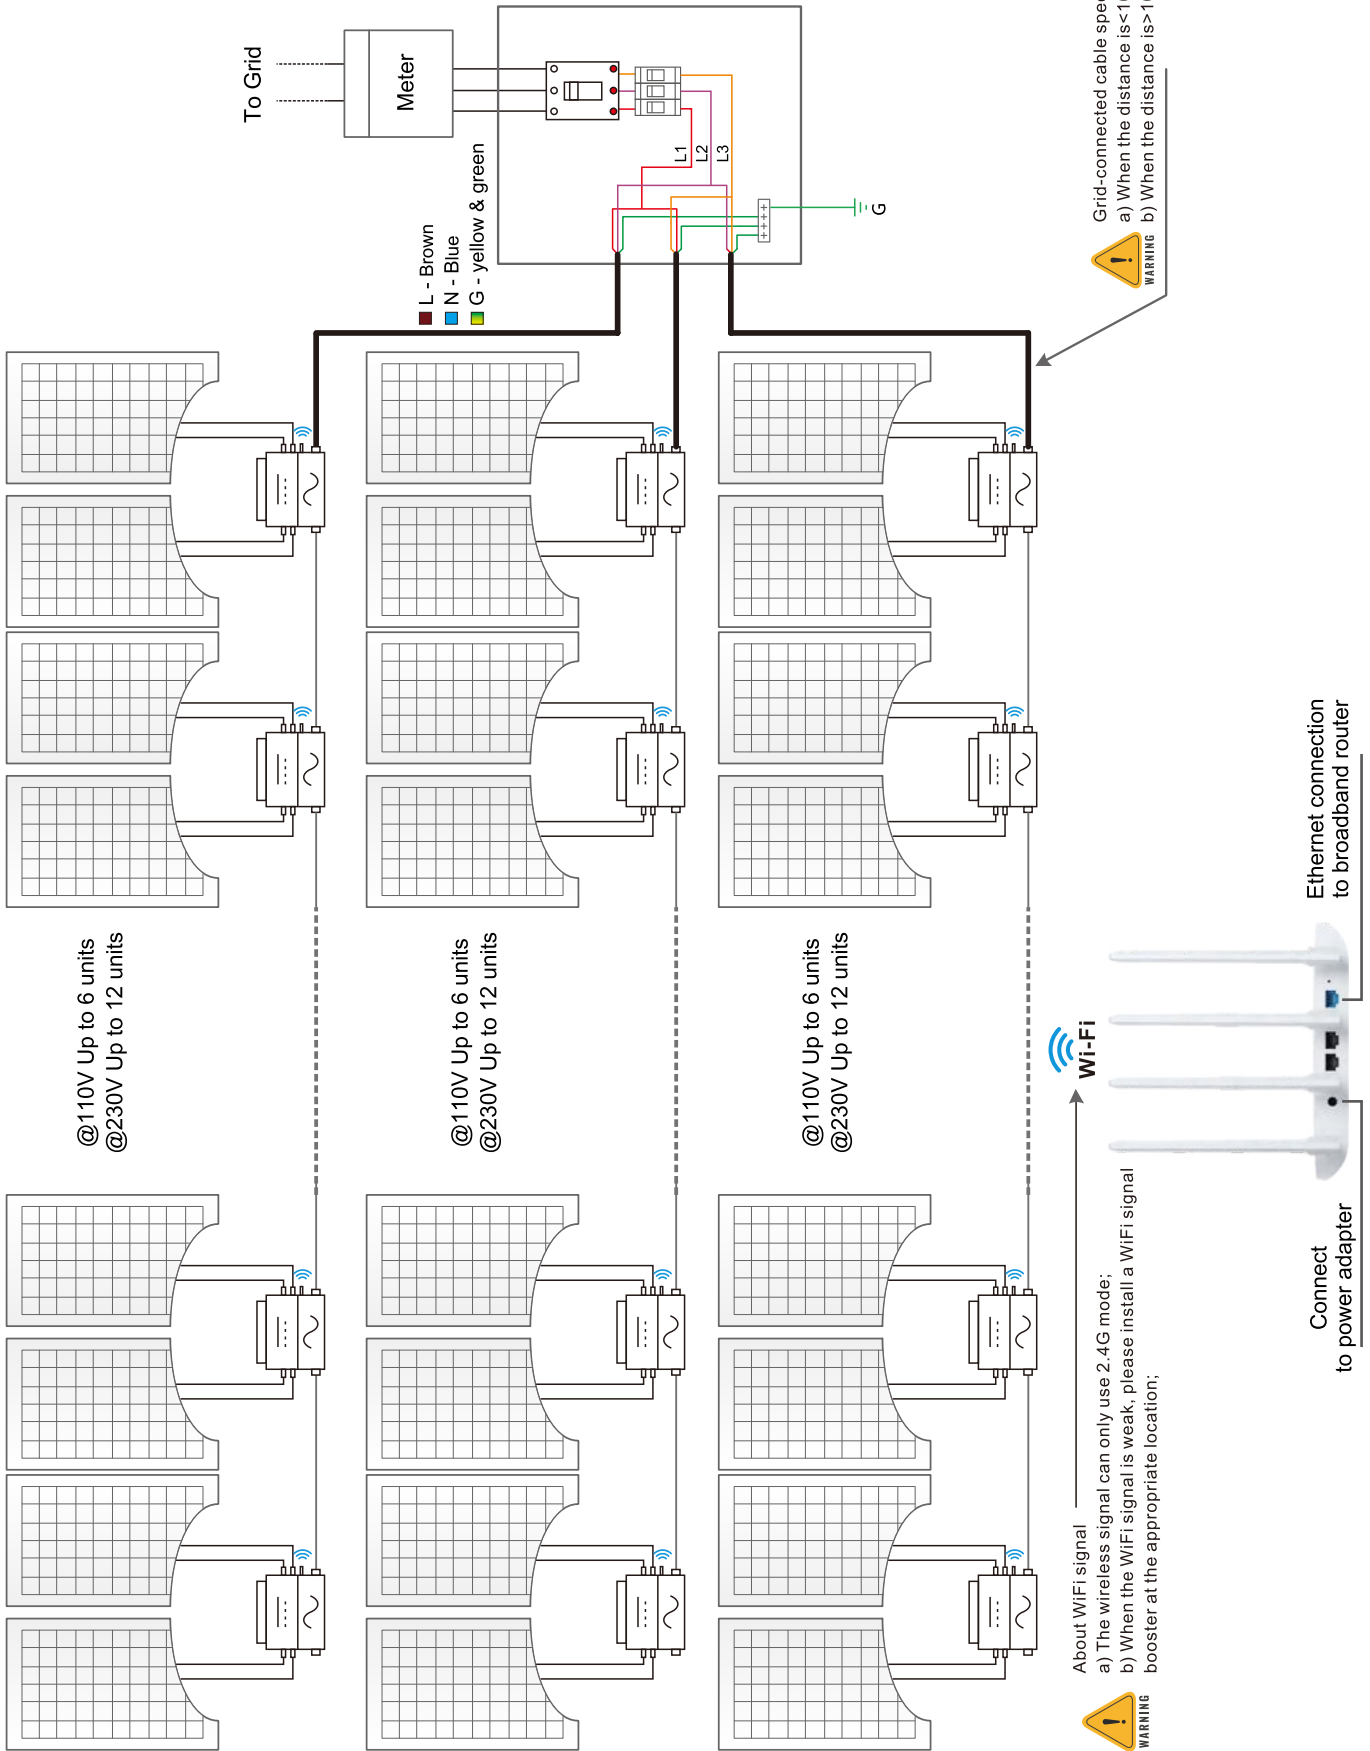 To Grid
Meter
L1
L2
L3
G
L - Brown
N - Blue
G - yellow & green
@110V Up to 6 units
@230V Up to 12 units
@110V Up to 6 units
@230V Up to 12 units
@110V Up to 6 units
@230V Up to 12 units
WARNING
Grid-connected cable
a) When the distance is<
b) When the distance is>
Wi-Fi
WARNING
About WiFi signal
a) The wireless signal can only use 2.4G mode;
b) When the WiFi signal is weak, please install a WiFi signal
booster at the appropriate location;
Connect
to power adapter
Ethernet connection
to broadband router